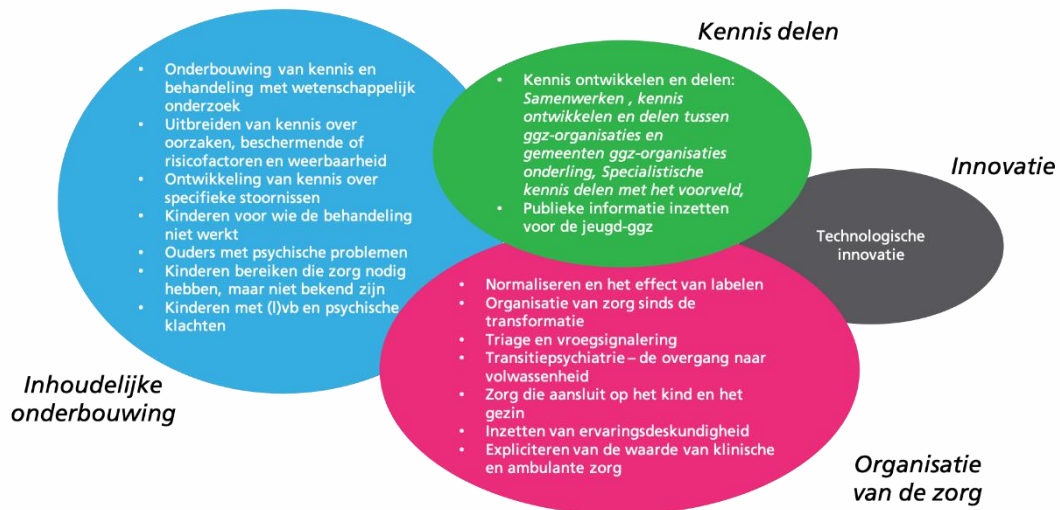 Kennis delen
• Kennis ontwikkelen en delen:
Samenwerken , kennis
ontwikkelen en delen tussen
ggz-organisaties en
gemeenten ggz-organisaties
onderling, Specialistische
kennis delen met het voorveld,
• Publieke informatie inzetten
voor de jeugd-ggz
• Onderbouwing van kennis en
behandeling met wetenschappelijk
onderzoek
• Uitbreiden van kennis over
oorzaken, beschermende of
risicofactoren en weerbaarheid
• Ontwikkeling van kennis over
specifieke stoornissen
• Kinderen voor wie de behandeling
niet werkt
• Ouders met psychische problemen
• Kinderen bereiken die zorg nodig
hebben, maar niet bekend zijn
• Kinderen met (l)vb en psychische
klachten
Inhoudelijke
onderbouwing
Innovatie
Technologische
innovatie
• Normaliseren en het effect van labelen
• Organisatie van zorg sinds de
transformatie
• Triage en vroegsignalering
• Transitiepsychiatrie – de overgang naar
volwassenheid
• Zorg die aansluit op het kind en het
gezin
• Inzetten van ervaringsdeskundigheid
• Expliciteren van de waarde van klinische
en ambulante zorg
Organisatie
van de zorg